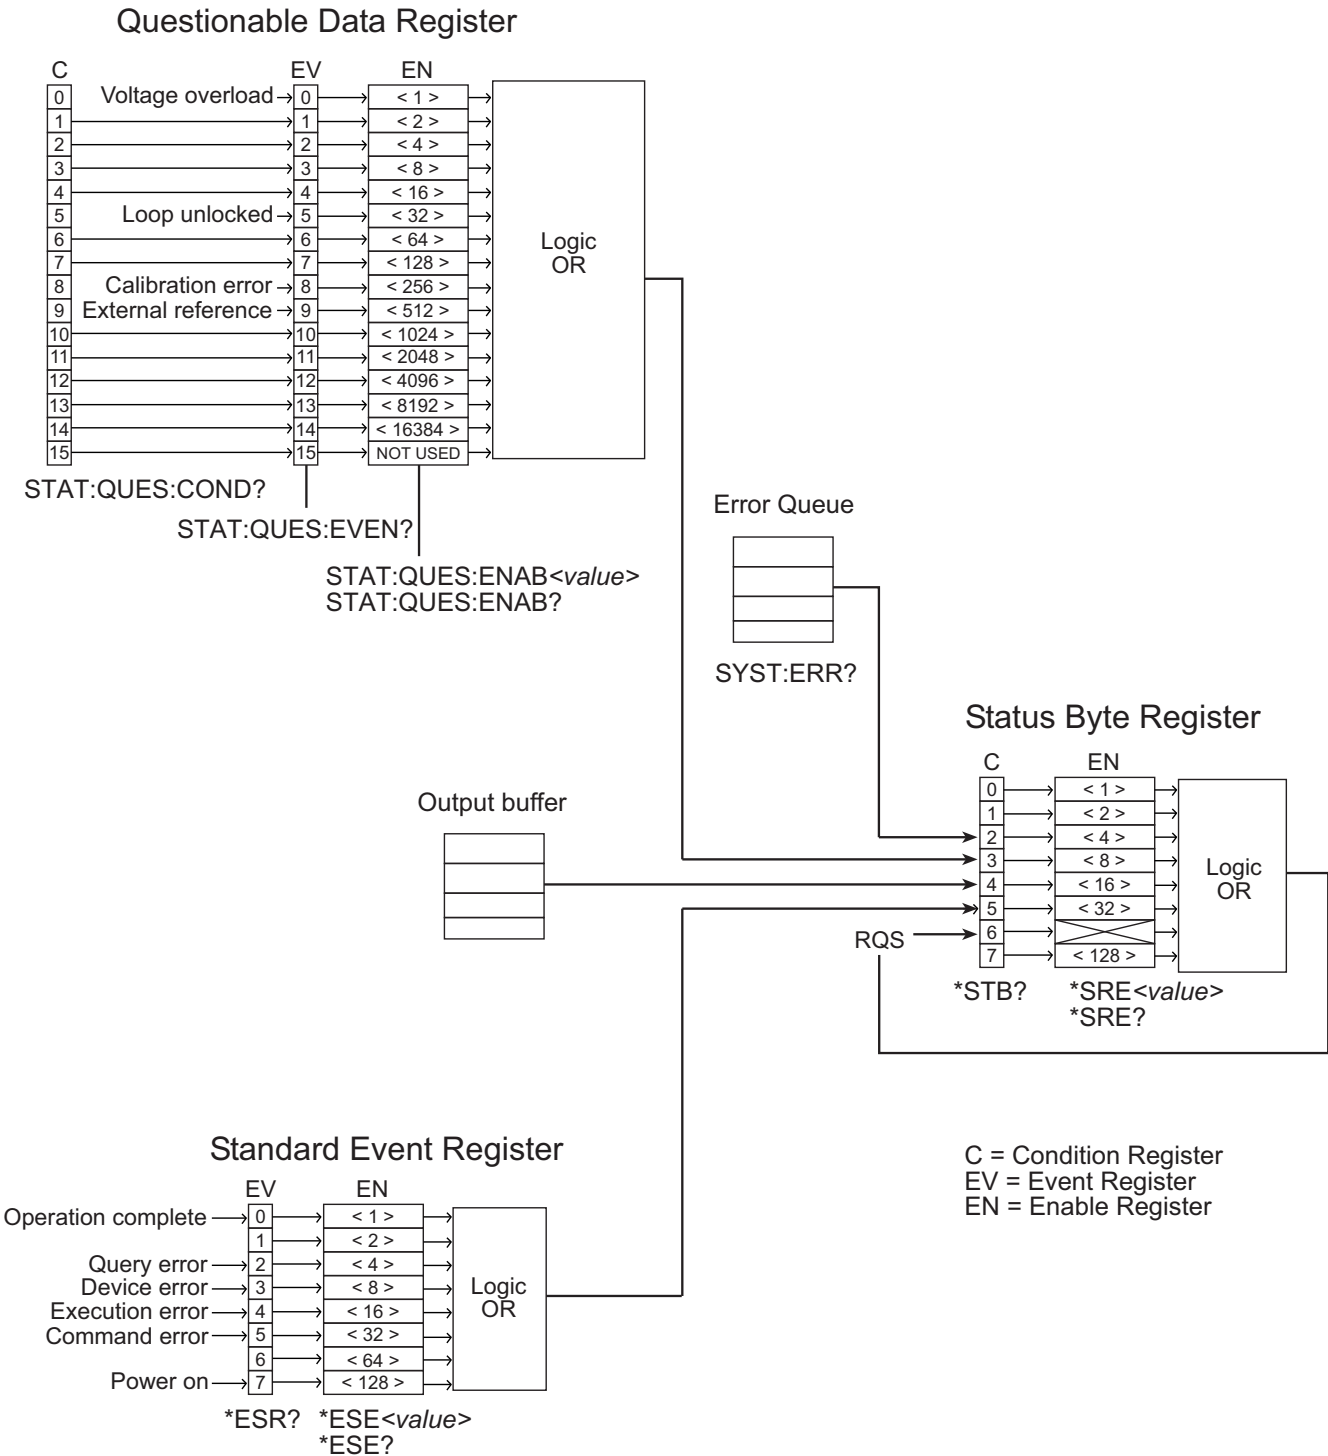 Questionable Data Register
C EV EN
0 Voltage overload 0 < 1 >
1 1 < 2 >
2 2 < 4 >
3 3 < 8 >
4 4 < 16 >
5 Loop unlocked 5 < 32 >
6 6 < 64 >
7 7 < 128 >
8 Calibration error 8 < 256 >
9 External reference 9 < 512 >
10 10 < 1024 >
11 11 < 2048 >
12 12 < 4096 >
13 13 < 8192 >
14 14 < 16384 >
15 15 NOT USED
Logic
OR
STAT:QUES:COND?
STAT:QUES:EVEN?
STAT:QUES:ENAB<value>
STAT:QUES:ENAB?
Error Queue
SYST:ERR?
Status Byte Register
C EN
0 < 1 >
1 < 2 >
2 < 4 >
3 < 8 >
4 < 16 >
5 < 32 >
6
7 < 128 >
Logic
OR
RQS
*STB? *SRE<value>
*SRE?
Output buffer
Standard Event Register
EV EN
Operation complete 0 < 1 >
1 < 2 >
Query error 2 < 4 >
Device error 3 < 8 >
Execution error 4 < 16 >
Command error 5 < 32 >
6 < 64 >
Power on 7 < 128 >
Logic
OR
*ESR? *ESE<value>
*ESE?
C = Condition Register
EV = Event Register
EN = Enable Register